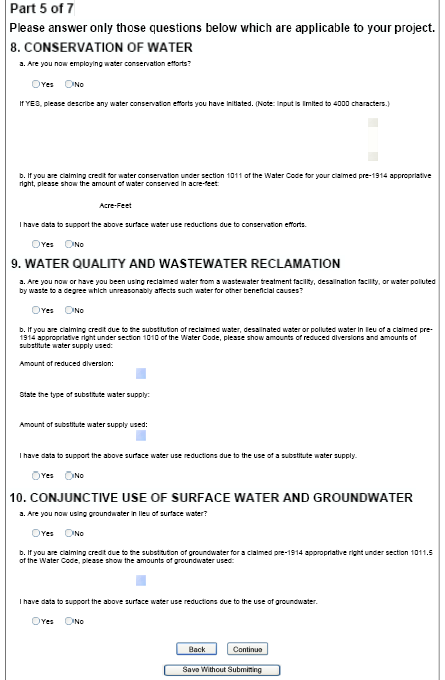 Part 5 of 7
Please answer only those questions below which are applicable to your project.
8. CONSERVATION OF WATER
a. Are you now employing water conservation efforts?
Yes No
If YES, please describe any water conservation efforts you have initiated. (Note: Input is limited to 4000 characters.)
b. If you are claiming credit for water conservation under section 1011 of the Water Code for your claimed pre-1914 appropriative
right, please show the amount of water conserved in acre-feet:
Acre-Feet
I have data to support the above surface water use reductions due to conservation efforts.
Yes No
9. WATER QUALITY AND WASTEWATER RECLAMATION
a. Are you now or have you been using reclaimed water from a wastewater treatment facility, desalination facility, or water polluted
by waste to a degree which unreasonably affects such water for other beneficial causes?
Yes No
b. If you are claiming credit due to the substitution of reclaimed water, desalinated water or polluted water in lieu of a claimed pre-
1914 appropriative right under section 1010 of the Water Code, please show amounts of reduced diversions and amounts of
substitute water supply used:
Amount of reduced diversion:
State the type of substitute water supply:
Amount of substitute water supply used:
I have data to support the above surface water use reductions due to the use of a substitute water supply.
Yes No
10. CONJUNCTIVE USE OF SURFACE WATER AND GROUNDWATER
a. Are you now using groundwater in lieu of surface water?
Yes No
b. If you are claiming credit due to the substitution of groundwater for a claimed pre-1914 appropriative right under section 1011.5
of the Water Code, please show the amounts of groundwater used:
I have data to support the above surface water use reductions due to the use of groundwater.
Yes No
Back Continue
Save Without Submitting